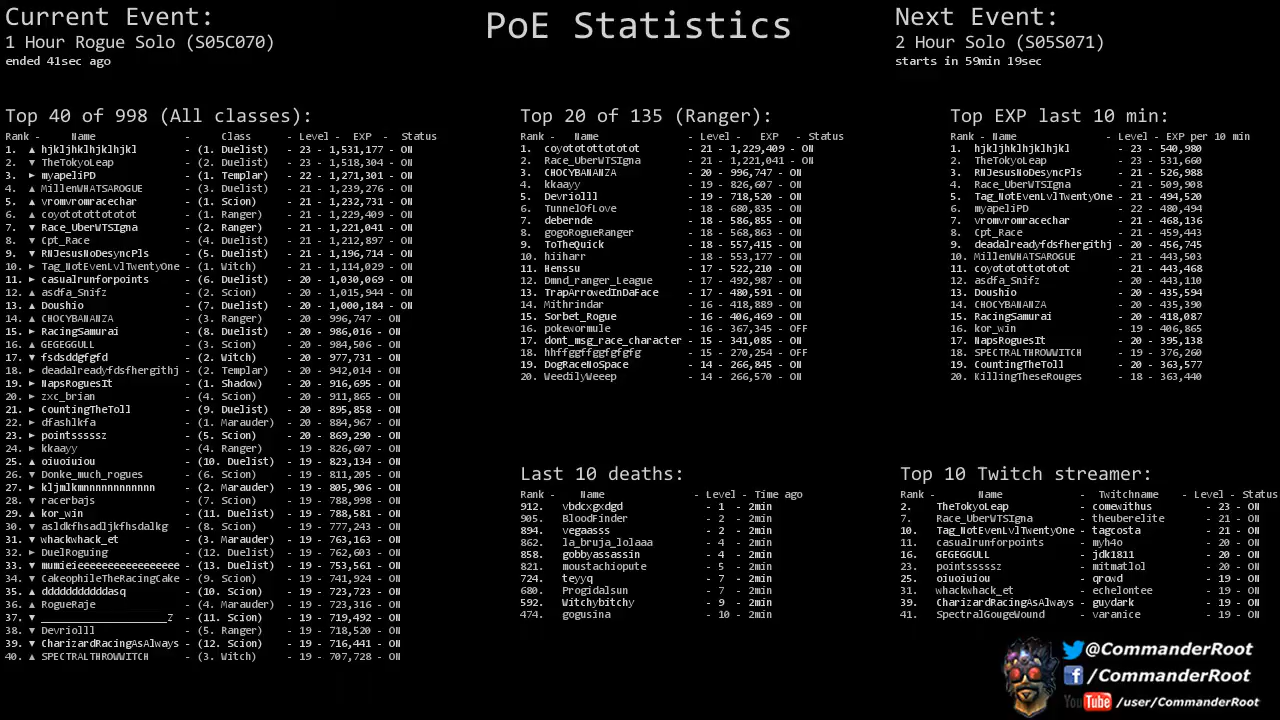 Current Event:
1 Hour Rogue Solo (S05C070)
ended 41sec ago
PoE Statistics
Next Event:
2 Hour Solo (S05S071)
starts in 59min 19sec
Top 40 of 998 (All classes):
Rank - Name - Class - Level - EXP - Status
1. ▲ hjkljhklhjklhjkl - (1. Duelist) - 23 - 1,531,177 - ON
2. ▼ TheTokyoLeap - (2. Duelist) - 23 - 1,518,304 - ON
3. ► myapeliPD - (1. Templar) - 22 - 1,271,301 - ON
4. ▲ MillenWHATSAROGUE - (3. Duelist) - 21 - 1,239,276 - ON
5. ▲ vromvromracechar - (1. Scion) - 21 - 1,232,731 - ON
6. ▲ coyototottototot - (1. Ranger) - 21 - 1,229,409 - ON
7. ▼ Race_UberWTSIgna - (2. Ranger) - 21 - 1,221,041 - ON
8. ▼ Cpt_Race - (4. Duelist) - 21 - 1,212,897 - ON
9. ▼ RNJesusNoDesyncPls - (5. Duelist) - 21 - 1,196,714 - ON
10. ► Tag_NotEvenLvlTwentyOne - (1. Witch) - 21 - 1,114,029 - ON
11. ► casualrunforpoints - (6. Duelist) - 21 - 1,030,069 - ON
12. ▲ asdfa_Snifz - (2. Scion) - 21 - 1,015,944 - ON
13. ▲ Doushio - (7. Duelist) - 21 - 1,000,184 - ON
14. ▲ CHOCYBANANZA - (3. Ranger) - 20 - 996,747 - ON
15. ► RacingSamurai - (8. Duelist) - 20 - 986,016 - ON
16. ▲ GEGEGGULL - (3. Scion) - 20 - 984,506 - ON
17. ▼ fsdsddgfgfd - (2. Witch) - 20 - 977,731 - ON
18. ► deadalreadyfdsfhergithj - (2. Templar) - 20 - 942,014 - ON
19. ► NapsRoguesIt - (1. Shadow) - 20 - 916,695 - ON
20. ► zxc_brian - (4. Scion) - 20 - 911,865 - ON
21. ► CountingTheToll - (9. Duelist) - 20 - 895,858 - ON
22. ► dfashlkfa - (1. Marauder) - 20 - 884,967 - ON
23. ► pointsssssz - (5. Scion) - 20 - 869,290 - ON
24. ► kkaayy - (4. Ranger) - 19 - 826,607 - ON
25. ▲ oiuoiuiou - (10. Duelist) - 19 - 823,134 - ON
26. ▼ Donke_much_rogues - (6. Scion) - 19 - 811,205 - ON
27. ► kljmlkmnnnnnnnnnnnn - (2. Marauder) - 19 - 805,906 - ON
28. ▼ racerbajs - (7. Scion) - 19 - 788,998 - ON
29. ▲ kor_win - (11. Duelist) - 19 - 788,581 - ON
30. ▼ asldkfhsadljkfhsdalkg - (8. Scion) - 19 - 777,243 - ON
31. ▼ whackwhack_et - (3. Marauder) - 19 - 763,163 - ON
32. ► DuelRoguing - (12. Duelist) - 19 - 762,603 - ON
33. ▼ mumieieeeeeeeeeeeeeeeee - (13. Duelist) - 19 - 753,561 - ON
34. ▼ CakeophileTheRacingCake - (9. Scion) - 19 - 741,924 - ON
35. ▲ dddddddddddasq - (10. Scion) - 19 - 723,723 - ON
36. ▲ RogueRaje - (4. Marauder) - 19 - 723,316 - ON
37. ▼ ______________________Z - (11. Scion) - 19 - 719,492 - ON
38. ▼ Devriolll - (5. Ranger) - 19 - 718,520 - ON
39. ▼ CharizardRacingAsAlways - (12. Scion) - 19 - 716,441 - ON
40. ▲ SPECTRALTHROWWITCH - (3. Witch) - 19 - 707,728 - ON
Top 20 of 135 (Ranger):
Rank - Name - Level - EXP - Status
1. coyotototttototot - 21 - 1,229,409 - ON
2. Race_UberWTSIgna - 21 - 1,221,041 - ON
3. CHOCYBANANZA - 20 - 996,747 - ON
4. kkaayy - 19 - 826,607 - ON
5. Devriolll - 19 - 718,520 - ON
6. TunnelOfLove - 18 - 680,835 - ON
7. debernde - 18 - 586,855 - ON
8. gogoRogueRanger - 18 - 568,863 - ON
9. ToTheQuick - 18 - 557,415 - ON
10. hiiharr - 18 - 553,177 - ON
11. Henssu - 17 - 522,210 - ON
12. Dmnd_ranger_League - 17 - 492,987 - ON
13. TrapArrowedInDaFace - 17 - 480,591 - ON
14. Mithrindar - 16 - 418,889 - ON
15. Sorbet_Rogue - 16 - 406,469 - ON
16. pokewormule - 16 - 367,345 - OFF
17. dont_msg_race_character - 15 - 341,085 - ON
18. hhffggffggfgfgfg - 15 - 270,254 - OFF
19. DogRaceNoSpace - 14 - 266,845 - ON
20. WeedilyWeeep - 14 - 266,570 - ON
Top EXP last 10 min:
Rank - Name - Level - EXP per 10 min
1. hjkljhklhjklhjkl - 23 - 540,980
2. TheTokyoLeap - 23 - 531,660
3. RNJesusNoDesyncPls - 21 - 526,988
4. Race_UberWTSIgna - 21 - 509,908
5. Tag_NotEvenLvlTwentyOne - 21 - 494,520
6. myapeliPD - 22 - 480,494
7. vromvromracechar - 21 - 468,136
8. Cpt_Race - 21 - 459,443
9. deadalreadyfdsfhergithj - 20 - 456,745
10. MillenWHATSAROGUE - 21 - 443,503
11. coyotototttototot - 21 - 443,468
12. asdfa_Snifz - 21 - 443,110
13. Doushio - 21 - 435,594
14. CHOCYBANANZA - 20 - 435,390
15. RacingSamurai - 20 - 418,087
16. kor_win - 19 - 406,865
17. NapsRoguesIt - 20 - 395,138
18. SPECTRALTHROWWITCH - 19 - 376,260
19. CountingTheToll - 20 - 363,577
20. KillingTheseRouges - 18 - 363,440
Last 10 deaths:
Rank - Name - Level - Time ago
912. vbdcxgxdgd - 1 - 2min
905. BloodFinder - 2 - 2min
894. vegaasss - 2 - 2min
862. la_bruja_lolaaa - 4 - 2min
858. gobbyassassin - 4 - 2min
821. moustachiopute - 5 - 2min
724. teyyq - 7 - 2min
680. Progidalsun - 7 - 2min
592. Witchybitchy - 9 - 2min
474. gogusina - 10 - 2min
Top 10 Twitch streamer:
Rank - Name - Twitchname - Level - Status
2. TheTokyoLeap - comewithus - 23 - ON
7. Race_UberWTSIgna - theuberelite - 21 - ON
10. Tag_NotEvenLvlTwentyOne - tagcosta - 21 - ON
11. casualrunforpoints - myh4o - 21 - ON
16. GEGEGGULL - jdk1811 - 20 - ON
23. pointsssssz - mitmatlol - 20 - ON
25. oiuoiuiou - qrowd - 19 - ON
31. whackwhack_et - echelontee - 19 - ON
39. CharizardRacingAsAlways - guydark - 19 - ON
41. SpectralGougeWound - varanice - 19 - ON
@CommanderRoot
f /CommanderRoot
YouTube /user/CommanderRoot